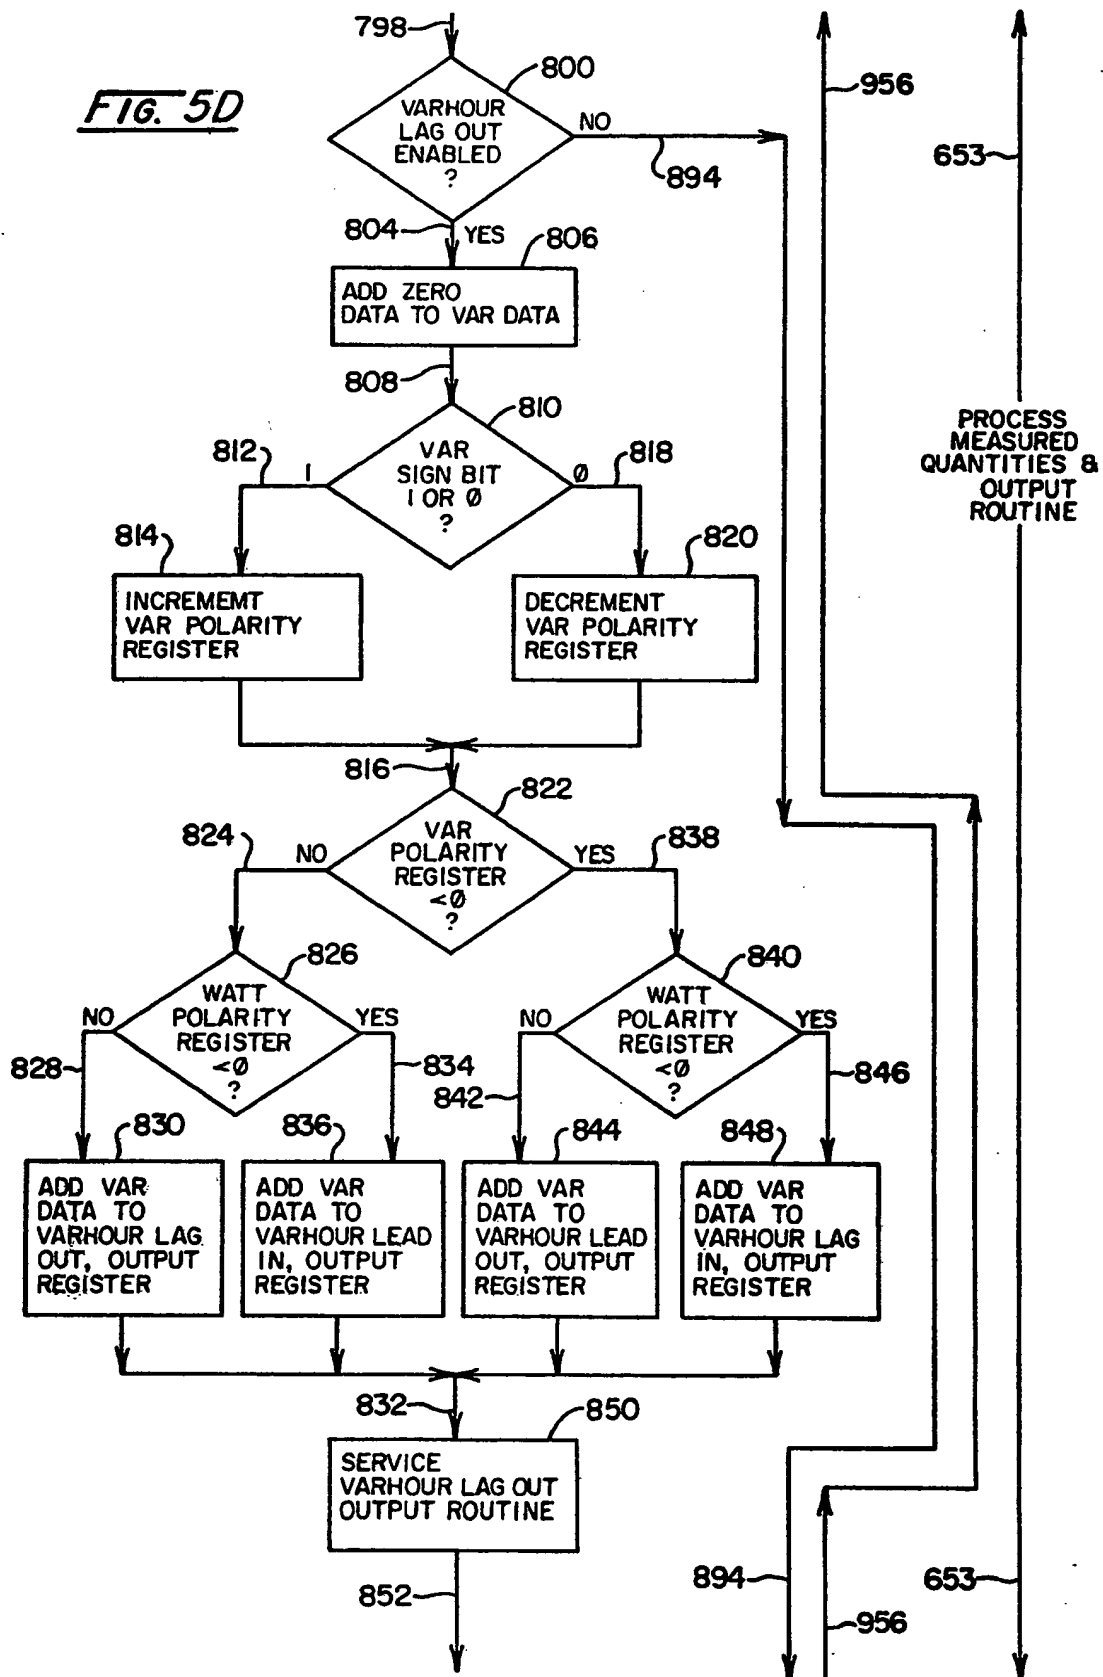 798
FIG. 5D
800
VARHOUR
LAG OUT
ENABLED
?
NO
894
956
653
804
YES
806
ADD ZERO
DATA TO VAR DATA
808
810
VAR
SIGN BIT
1 OR Ø
?
812
1
Ø
818
PROCESS
MEASURED
QUANTITIES &
OUTPUT
ROUTINE
814
INCREMEMT
VAR POLARITY
REGISTER
820
DECREMENT
VAR POLARITY
REGISTER
816
822
VAR
POLARITY
REGISTER
<Ø
?
824
NO
YES
838
826
WATT
POLARITY
REGISTER
<Ø
?
NO
YES
828
834
840
WATT
POLARITY
REGISTER
<Ø
?
NO
YES
842
846
830
ADD VAR
DATA TO
VARHOUR LAG
OUT, OUTPUT
REGISTER
836
ADD VAR
DATA TO
VARHOUR LEAD
IN, OUTPUT
REGISTER
844
ADD VAR
DATA TO
VARHOUR LEAD
OUT, OUTPUT
REGISTER
848
ADD VAR
DATA TO
VARHOUR LAG
IN, OUTPUT
REGISTER
832
850
SERVICE
VARHOUR LAG OUT
OUTPUT ROUTINE
852
894
956
653